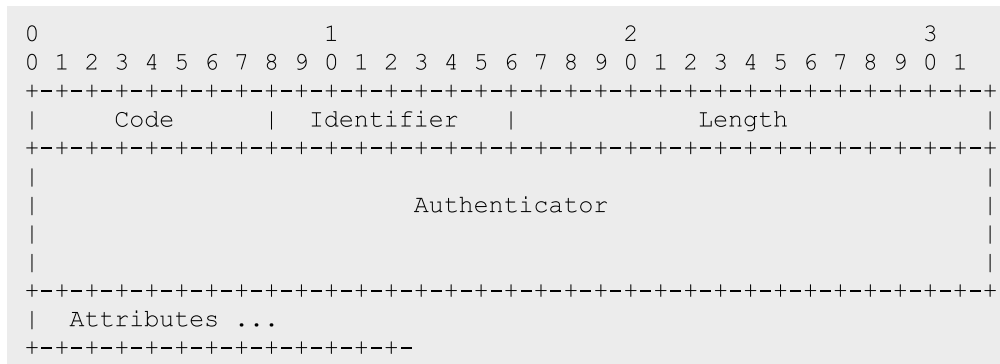 0                   1                   2                   3
0 1 2 3 4 5 6 7 8 9 0 1 2 3 4 5 6 7 8 9 0 1 2 3 4 5 6 7 8 9 0 1
+-+-+-+-+-+-+-+-+-+-+-+-+-+-+-+-+-+-+-+-+-+-+-+-+-+-+-+-+-+-+-+-+
|     Code      |  Identifier   |            Length             |
+-+-+-+-+-+-+-+-+-+-+-+-+-+-+-+-+-+-+-+-+-+-+-+-+-+-+-+-+-+-+-+-+
|                                                               |
|                         Authenticator                         |
|                                                               |
|                                                               |
+-+-+-+-+-+-+-+-+-+-+-+-+-+-+-+-+-+-+-+-+-+-+-+-+-+-+-+-+-+-+-+-+
|  Attributes ...
+-+-+-+-+-+-+-+-+-+-+-+-+-